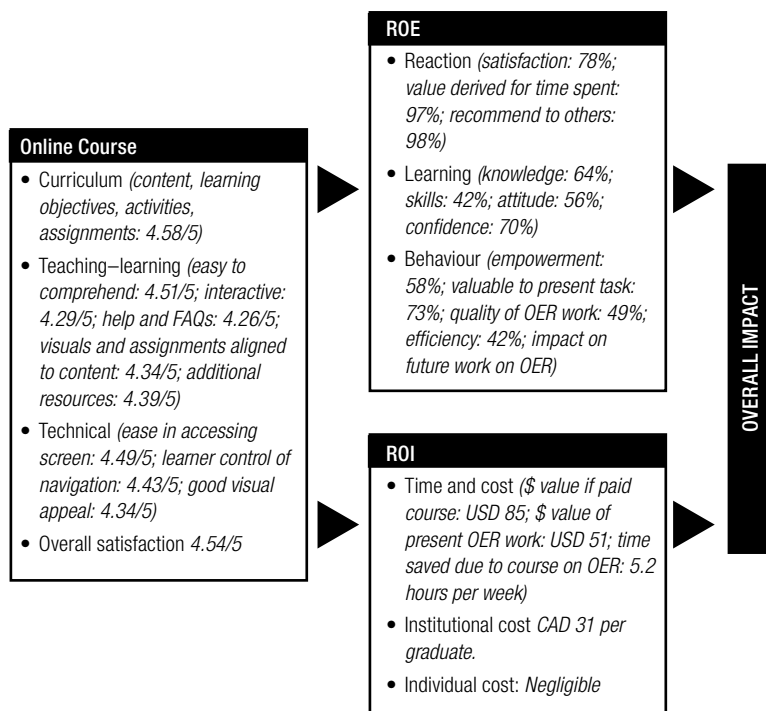 Online Course
• Curriculum (content, learning
objectives, activities,
assignments: 4.58/5)
• Teaching–learning (easy to
comprehend: 4.51/5; interactive:
4.29/5; help and FAQs: 4.26/5;
visuals and assignments aligned
to content: 4.34/5; additional
resources: 4.39/5)
• Technical (ease in accessing
screen: 4.49/5; learner control of
navigation: 4.43/5; good visual
appeal: 4.34/5)
• Overall satisfaction 4.54/5
ROE
• Reaction (satisfaction: 78%;
value derived for time spent:
97%; recommend to others:
98%)
• Learning (knowledge: 64%;
skills: 42%; attitude: 56%;
confidence: 70%)
• Behaviour (empowerment:
58%; valuable to present task:
73%; quality of OER work: 49%;
efficiency: 42%; impact on
future work on OER)
ROI
• Time and cost ($ value if paid
course: USD 85; $ value of
present OER work: USD 51; time
saved due to course on OER: 5.2
hours per week)
• Institutional cost CAD 31 per
graduate.
• Individual cost: Negligible
OVERALL IMPACT